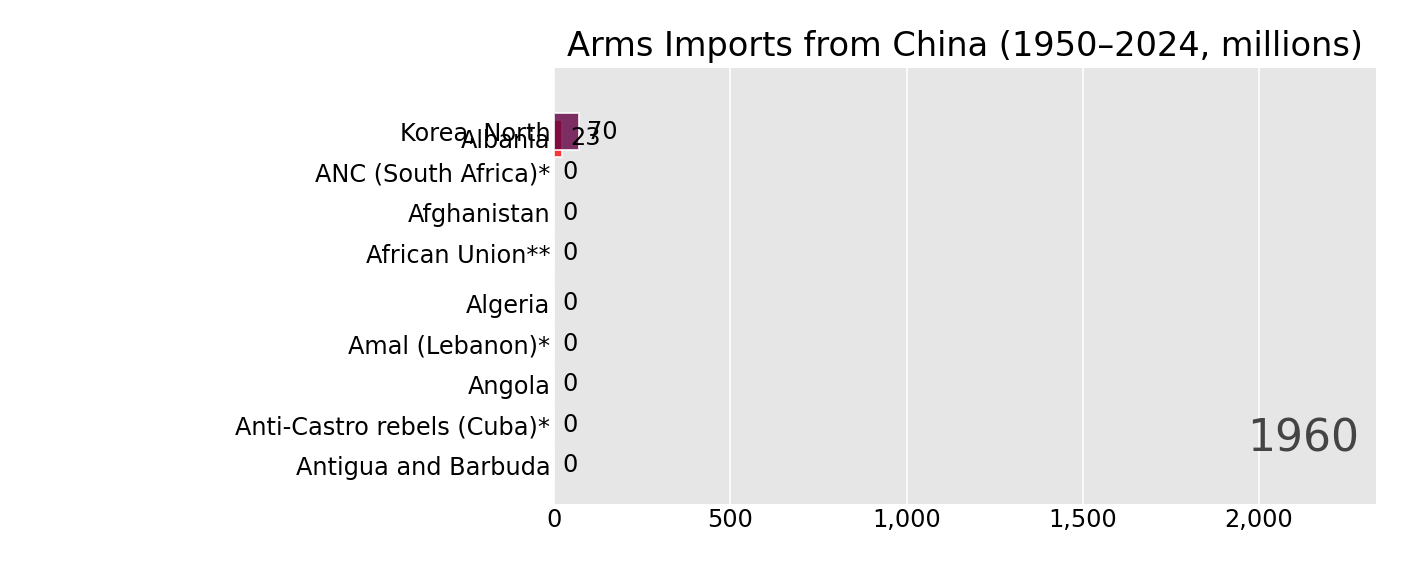 Arms Imports from China (1950–2024, millions)
Korea, North 70
Albania 23
ANC (South Africa)* 0
Afghanistan 0
African Union** 0
Algeria 0
Amal (Lebanon)* 0
Angola 0
Anti-Castro rebels (Cuba)* 0
1960
Antigua and Barbuda 0
0 500 1,000 1,500 2,000